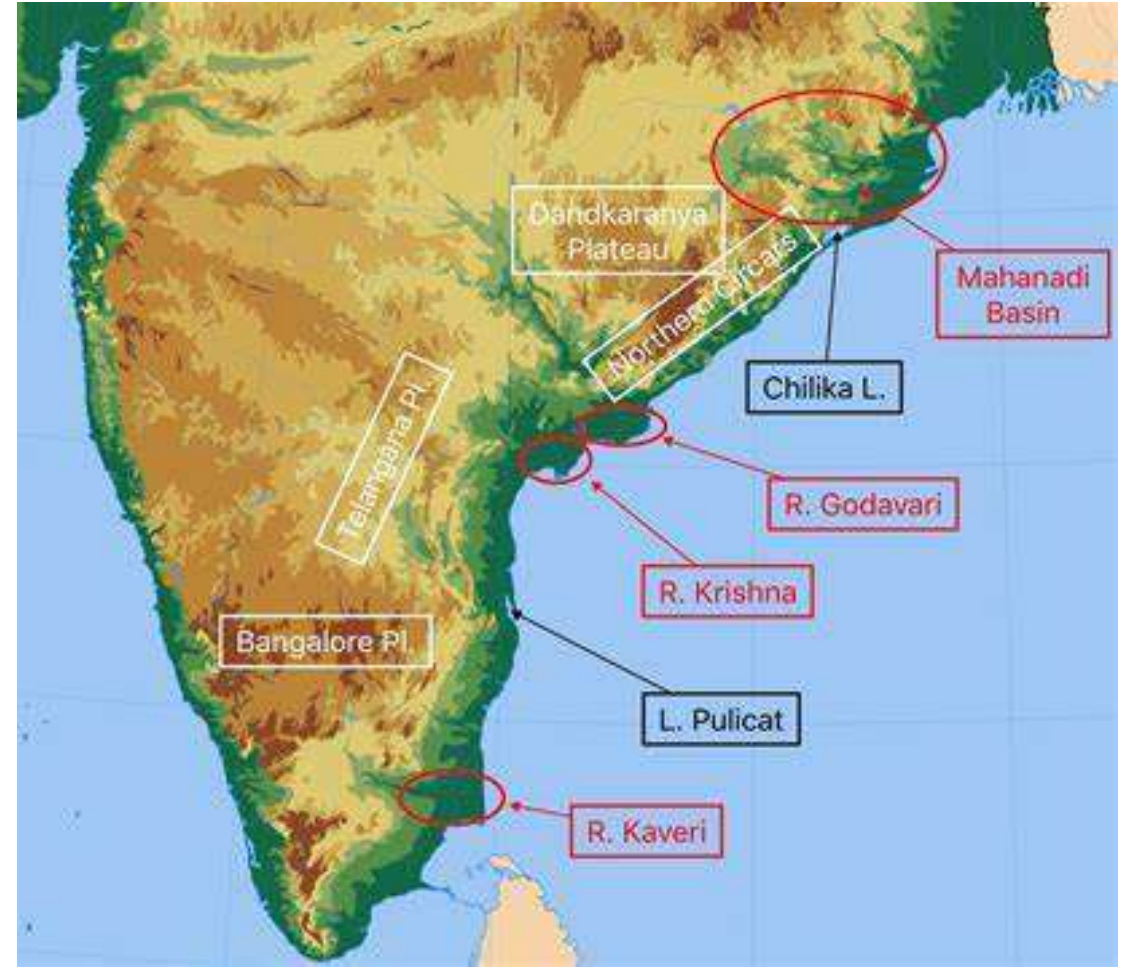 Dandkaranya
Plateau
Northern Circars
Mahanadi
Basin
Chilika L.
Telangana Pl.
R. Godavari
R. Krishna
Bangalore Pl.
L. Pulicat
R. Kaveri